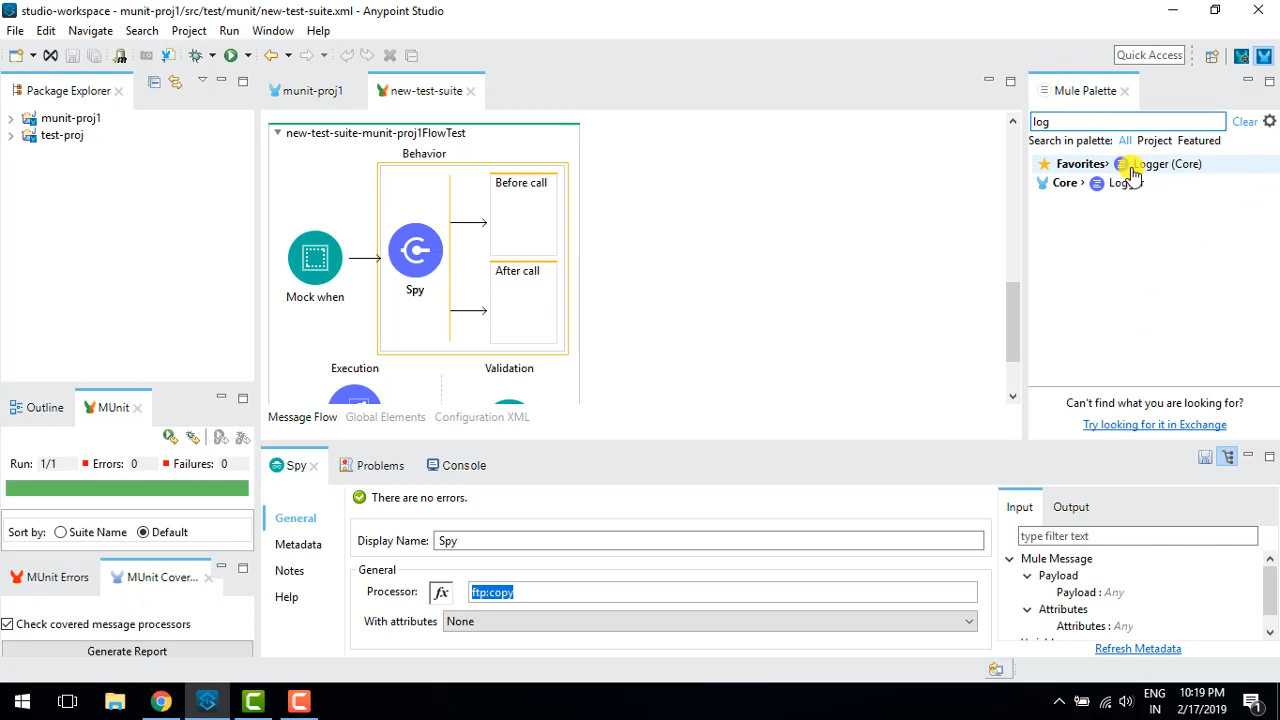 studio-workspace - munit-proj1/src/test/munit/new-test-suite.xml - Anypoint Studio
File Edit Navigate Search Project Run Window Help
Quick Access
Package Explorer
munit-proj1
test-proj
munit-proj1
new-test-suite
new-test-suite-munit-proj1FlowTest
Behavior
Before call
Spy
After call
Mock when
Execution
Validation
Message Flow Global Elements Configuration XML
Mule Palette
log
Clear
Search in palette: All Project Featured
Favorites› Logger (Core)
Core ›
Can't find what you are looking for?
Try looking for it in Exchange
Outline
MUnit
Run: 1/1 Errors: 0 Failures: 0
Sort by: Suite Name Default
MUnit Errors
MUnit Cover...
Check covered message processors
Generate Report
Spy
Problems
Console
There are no errors.
General
Metadata
Notes
Help
Display Name: Spy
General
Processor: fx ftp:copy
With attributes None
Input Output
type filter text
Mule Message
Payload
Payload : Any
Attributes
Attributes : Any
Refresh Metadata
ENG
IN
10:19 PM
2/17/2019
1